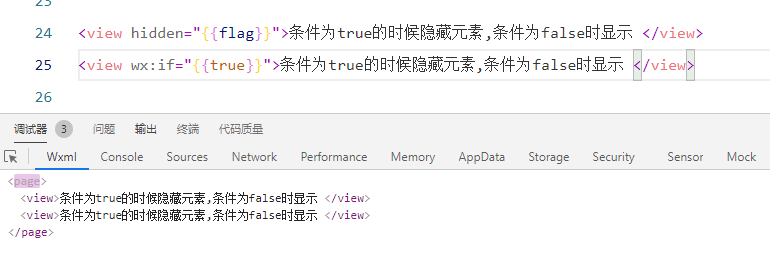 23
24 <view hidden="{{flag}}">条件为true的时候隐藏元素,条件为false时显示 </view>
25 <view wx:if="{{true}}">条件为true的时候隐藏元素,条件为false时显示 </view>
26
调试器 3 问题 输出 终端 代码质量
Wxml Console Sources Network Performance Memory AppData Storage Security Sensor Mock
<page>
<view>条件为true的时候隐藏元素,条件为false时显示 </view>
<view>条件为true的时候隐藏元素,条件为false时显示 </view>
</page>